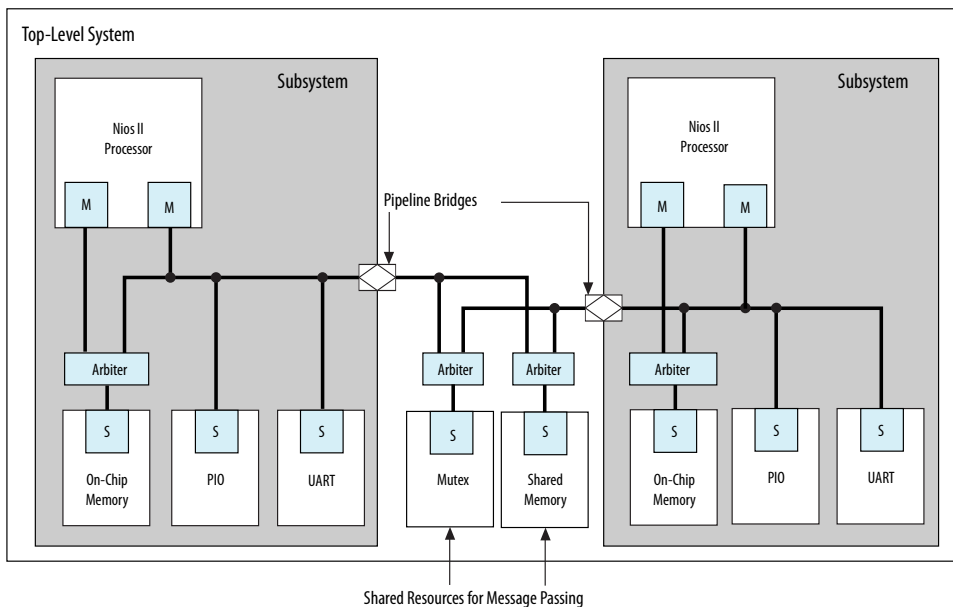 Top-Level System
Subsystem
Nios II
Processor
M
M
Arbiter
S
On-Chip
Memory
S
PIO
S
UART
Pipeline Bridges
Arbiter
Arbiter
S
Mutex
S
Shared
Memory
Subsystem
Nios II
Processor
M
M
Arbiter
S
On-Chip
Memory
S
PIO
S
UART
Shared Resources for Message Passing